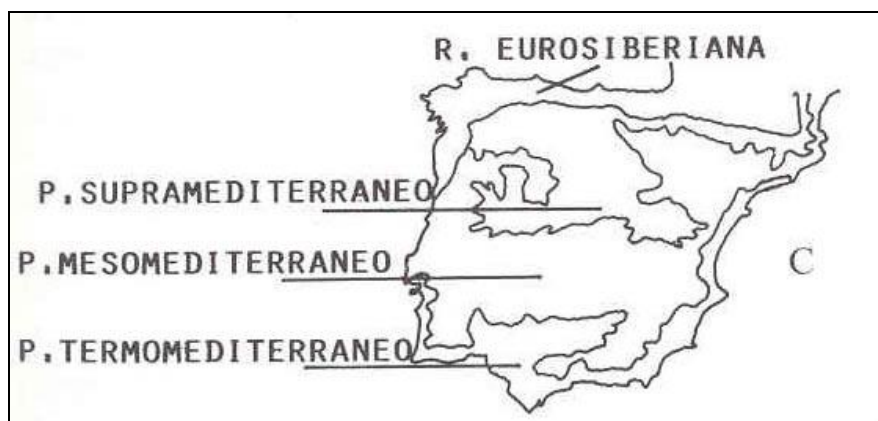 R. EUROSIBERIANA
P.SUPRAMEDITERRANEO
P.MESOMEDITERRANEO
C
P.TERMOMEDITERRANEO